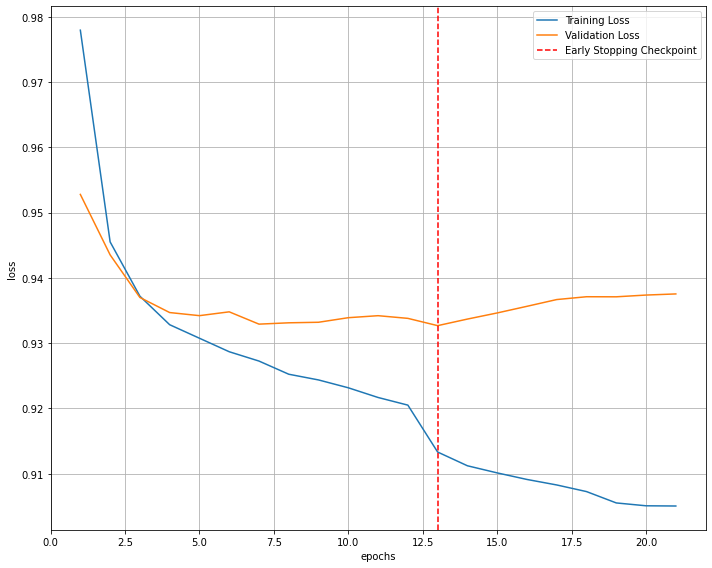 0.98
0.97
0.96
0.95
0.94
0.93
0.92
0.91
loss
Training Loss
Validation Loss
Early Stopping Checkpoint
0.0 2.5 5.0 7.5 10.0 12.5 15.0 17.5 20.0
epochs